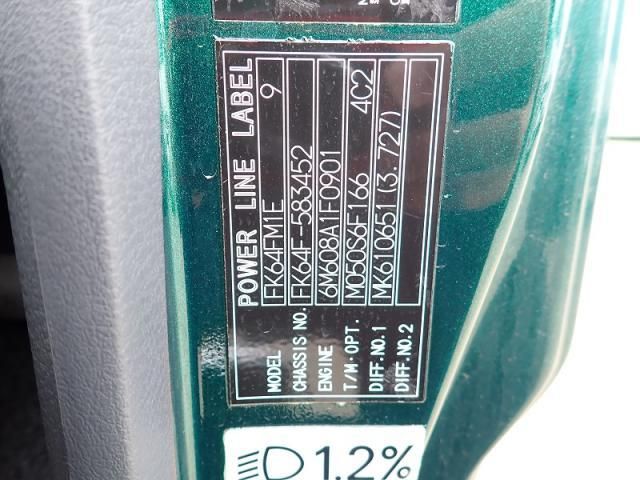 POWER LINE LABEL
MODEL FK64FM1E 9
CHASSIS NO. FK64F-583452
ENGINE 6M608A1F0901
T/M·OPT. M050S6F166 4C2
DIFF.NO.1 MK610651(3.727)
DIFF.NO.2
1.2%